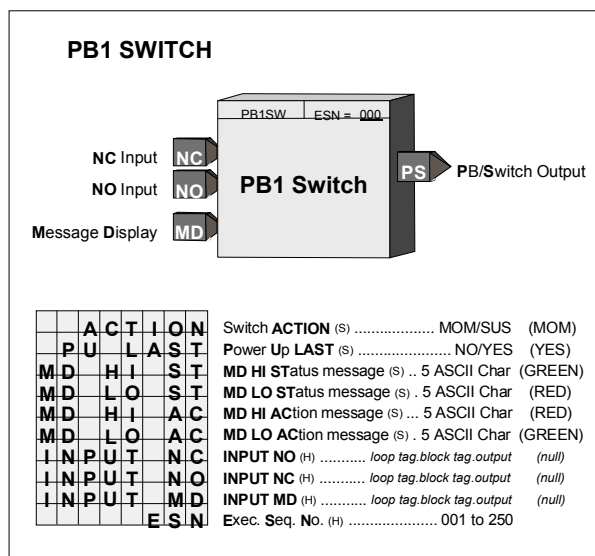 PB1 SWITCH
PB1SW ESN = 000
NC Input NC
NO Input NO
PB1 Switch
PS PB/Switch Output
Message Display MD
ACTION Switch ACTION (S) ................... MOM/SUS (MOM)
PU LAST Power Up LAST (S) ........................ NO/YES (YES)
MD HI ST MD HI STatus message (S) .. 5 ASCII Char (GREEN)
MD LO ST MD LO STatus message (S) . 5 ASCII Char (RED)
MD HI AC MD HI ACtion message (S) ... 5 ASCII Char (RED)
MD LO AC MD LO ACtion message (S) . 5 ASCII Char (GREEN)
INPUT NC INPUT NO (H) ........... loop tag.block tag.output (null)
INPUT NO INPUT NC (H) ........... loop tag.block tag.output (null)
INPUT MD INPUT MD (H) ........... loop tag.block tag.output (null)
ESN Exec. Seq. No. (H) ...................... 001 to 250